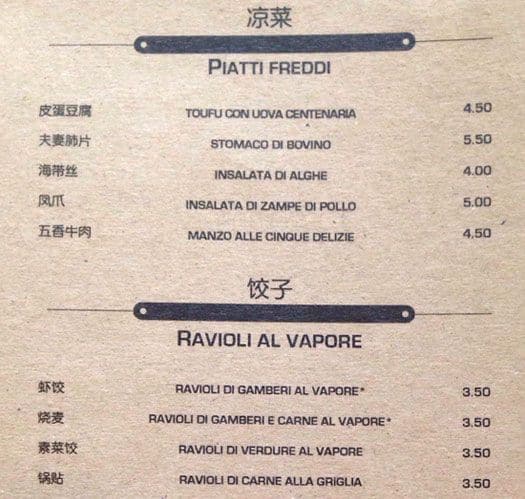 凉菜
PIATTI FREDDI
皮蛋豆腐 TOUFU CON UOVA CENTENARIA 4.50
夫妻肺片 STOMACO DI BOVINO 5.50
海带丝 INSALATA DI ALGHE 4.00
凤爪 INSALATA DI ZAMPE DI POLLO 5.00
五香牛肉 MANZO ALLE CINQUE DELIZIE 4,50
饺子
RAVIOLI AL VAPORE
虾饺 RAVIOLI DI GAMBERI AL VAPORE* 3.50
烧麦 RAVIOLI DI GAMBERI E CARNE AL VAPORE* 3.50
素菜饺 RAVIOLI DI VERDURE AL VAPORE 3.50
锅贴 RAVIOLI DI CARNE ALLA GRIGLIA 3.50